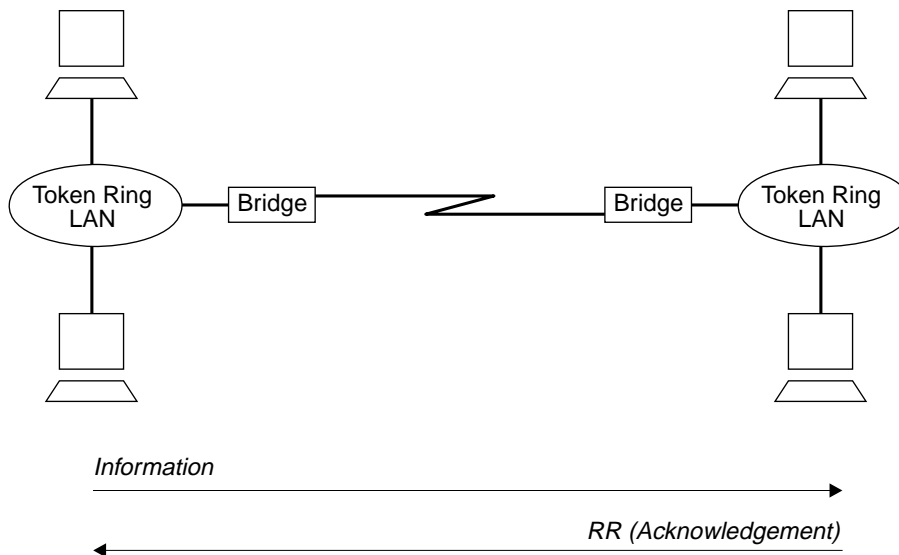 Token Ring
LAN
Bridge
Bridge
Token Ring
LAN
Information
RR (Acknowledgement)